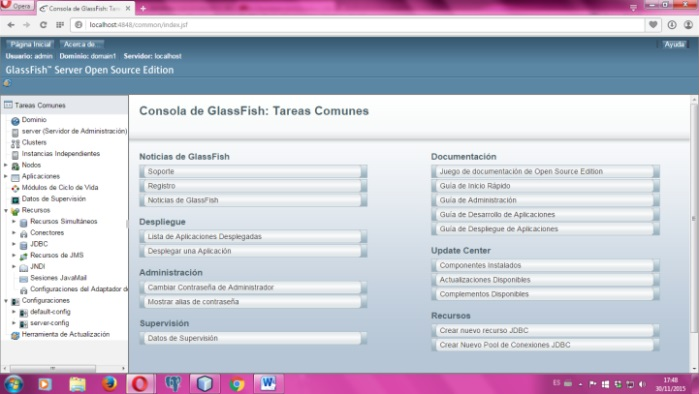 Opera
Consola de GlassFish: Tare
localhost:4848/common/index.jsf
Página Inicial
Acerca de...
Ayuda
Usuario: admin Dominio: domain1 Servidor: localhost
GlassFish™ Server Open Source Edition
Tareas Comunes
Dominio
server (Servidor de Administración)
Clusters
Instancias Independientes
Nodos
Aplicaciones
Módulos de Ciclo de Vida
Datos de Supervisión
Recursos
Recursos Simultáneos
Conectores
JDBC
Recursos de JMS
JNDI
Sesiones JavaMail
Configuraciones del Adaptador d
Configuraciones
default-config
server-config
Herramienta de Actualización
Consola de GlassFish: Tareas Comunes
Noticias de GlassFish
Soporte
Registro
Noticias de GlassFish
Despliegue
Lista de Aplicaciones Desplegadas
Desplegar una Aplicación
Administración
Cambiar Contraseña de Administrador
Mostrar alias de contraseña
Supervisión
Datos de Supervisión
Documentación
Juego de documentación de Open Source Edition
Guía de Inicio Rápido
Guía de Administración
Guía de Desarrollo de Aplicaciones
Guía de Despliegue de Aplicaciones
Update Center
Componentes Instalados
Actualizaciones Disponibles
Complementos Disponibles
Recursos
Crear nuevo recurso JDBC
Crear Nuevo Pool de Conexiones JDBC
ES
17:48
30/11/2015